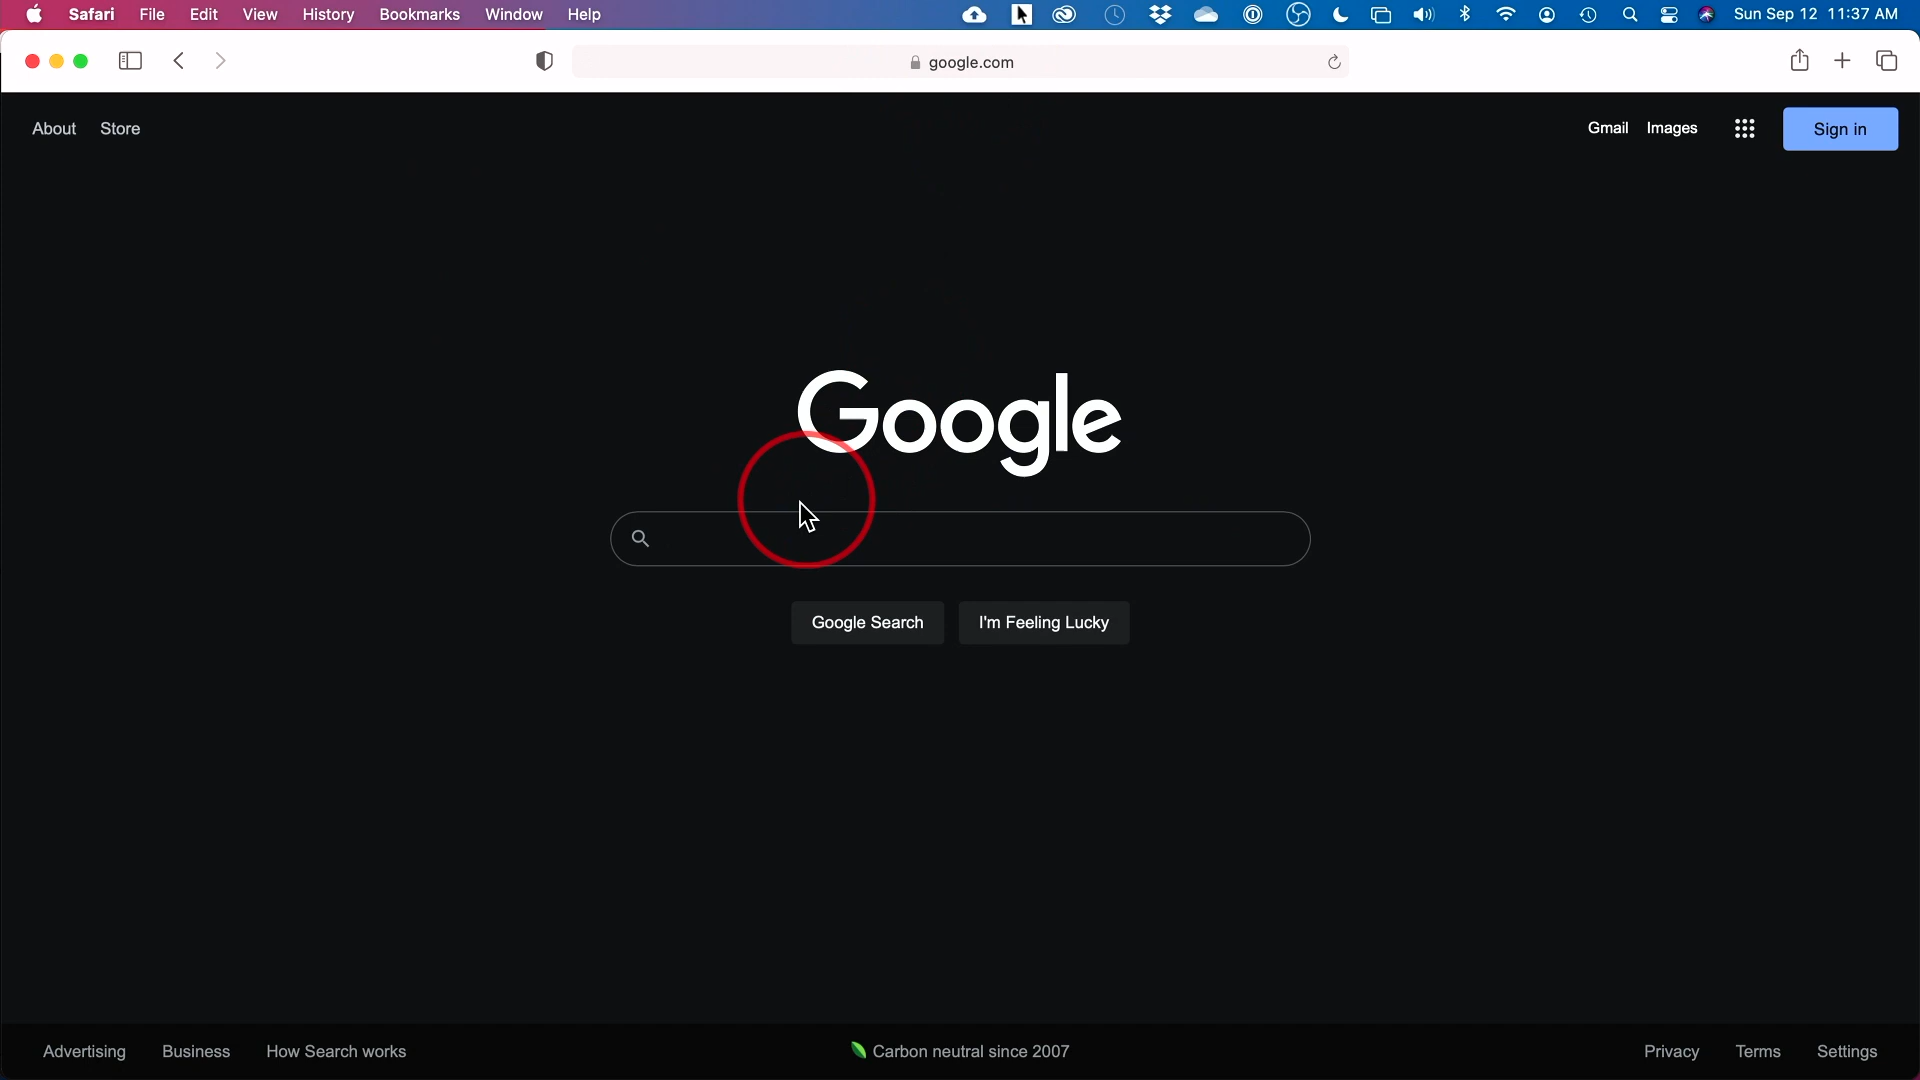 Safari File Edit View History Bookmarks Window Help Sun Sep 12 11:37 AM
google.com
About Store Gmail Images Sign in
Google
Google Search I'm Feeling Lucky
Advertising Business How Search works Carbon neutral since 2007 Privacy Terms Settings